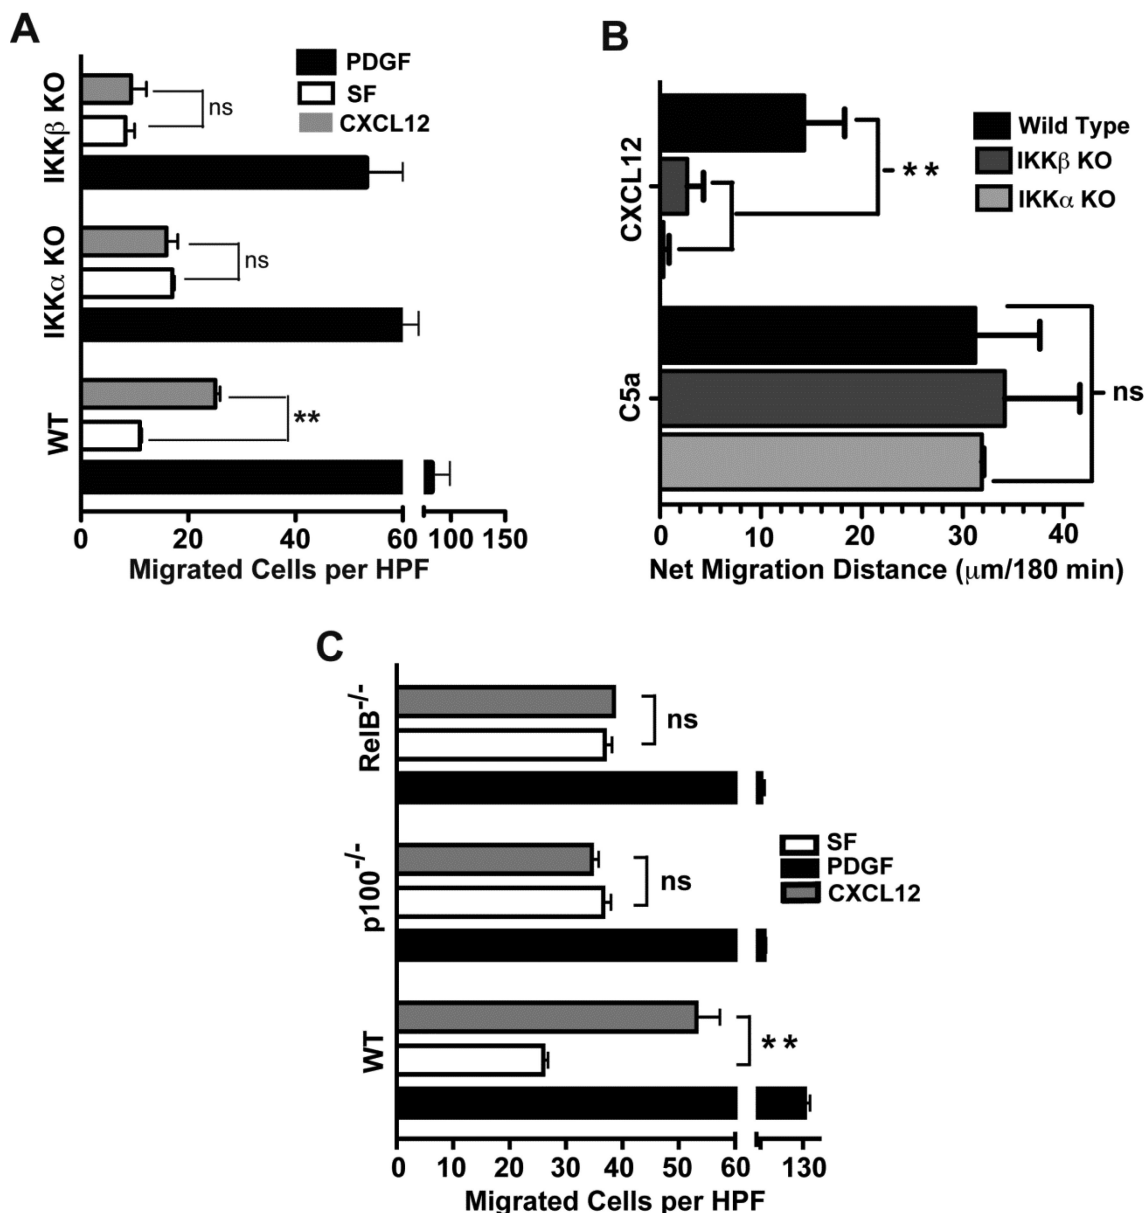 A
PDGF
SF
CXCL12
IKKβ KO
ns
IKKα KO
ns
WT
**
0 20 40 60 100 150
Migrated Cells per HPF
B
Wild Type
IKKβ KO
IKKα KO
CXCL12
**
C5a
ns
0 10 20 30 40
Net Migration Distance (μm/180 min)
C
RelB-/-
ns
p100-/-
ns
SF
PDGF
CXCL12
WT
**
0 10 20 30 40 50 60 130
Migrated Cells per HPF